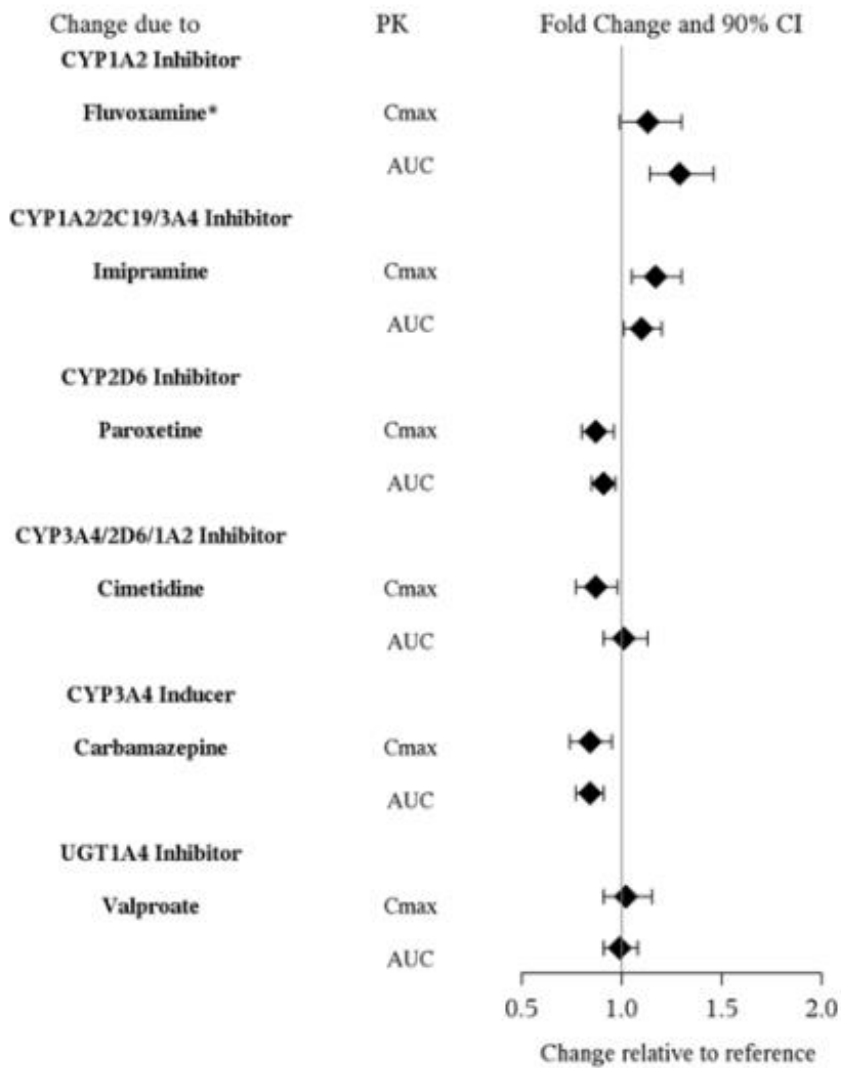 Change due to PK Fold Change and 90% CI
CYP1A2 Inhibitor
Fluvoxamine* Cmax
AUC
CYP1A2/2C19/3A4 Inhibitor
Imipramine Cmax
AUC
CYP2D6 Inhibitor
Paroxetine Cmax
AUC
CYP3A4/2D6/1A2 Inhibitor
Cimetidine Cmax
AUC
CYP3A4 Inducer
Carbamazepine Cmax
AUC
UGT1A4 Inhibitor
Valproate Cmax
AUC
0.5 1.0 1.5 2.0
Change relative to reference